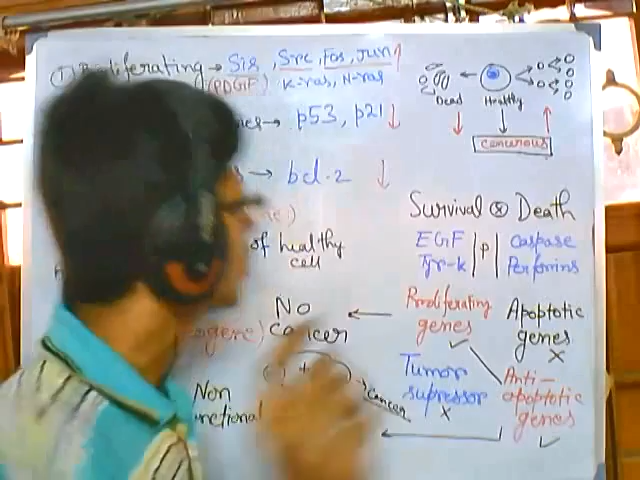 ① Proliferating → Sis, Src, Fos, Jun ↑
(PDGF) K-ras, N-ras
→ p53, p21 ↓
→ bcl-2 ↓
of healthy
cell
No
cancer
Non
cancer
Dead
Healthy
cancerous
Survival ⊗ Death
EGF | P | Caspase
Tyr-k Perforins
Proliferating
genes ✓
Apoptotic
genes
x
Tumor
supressor
x
Anti-
apoptotic
genes
✓